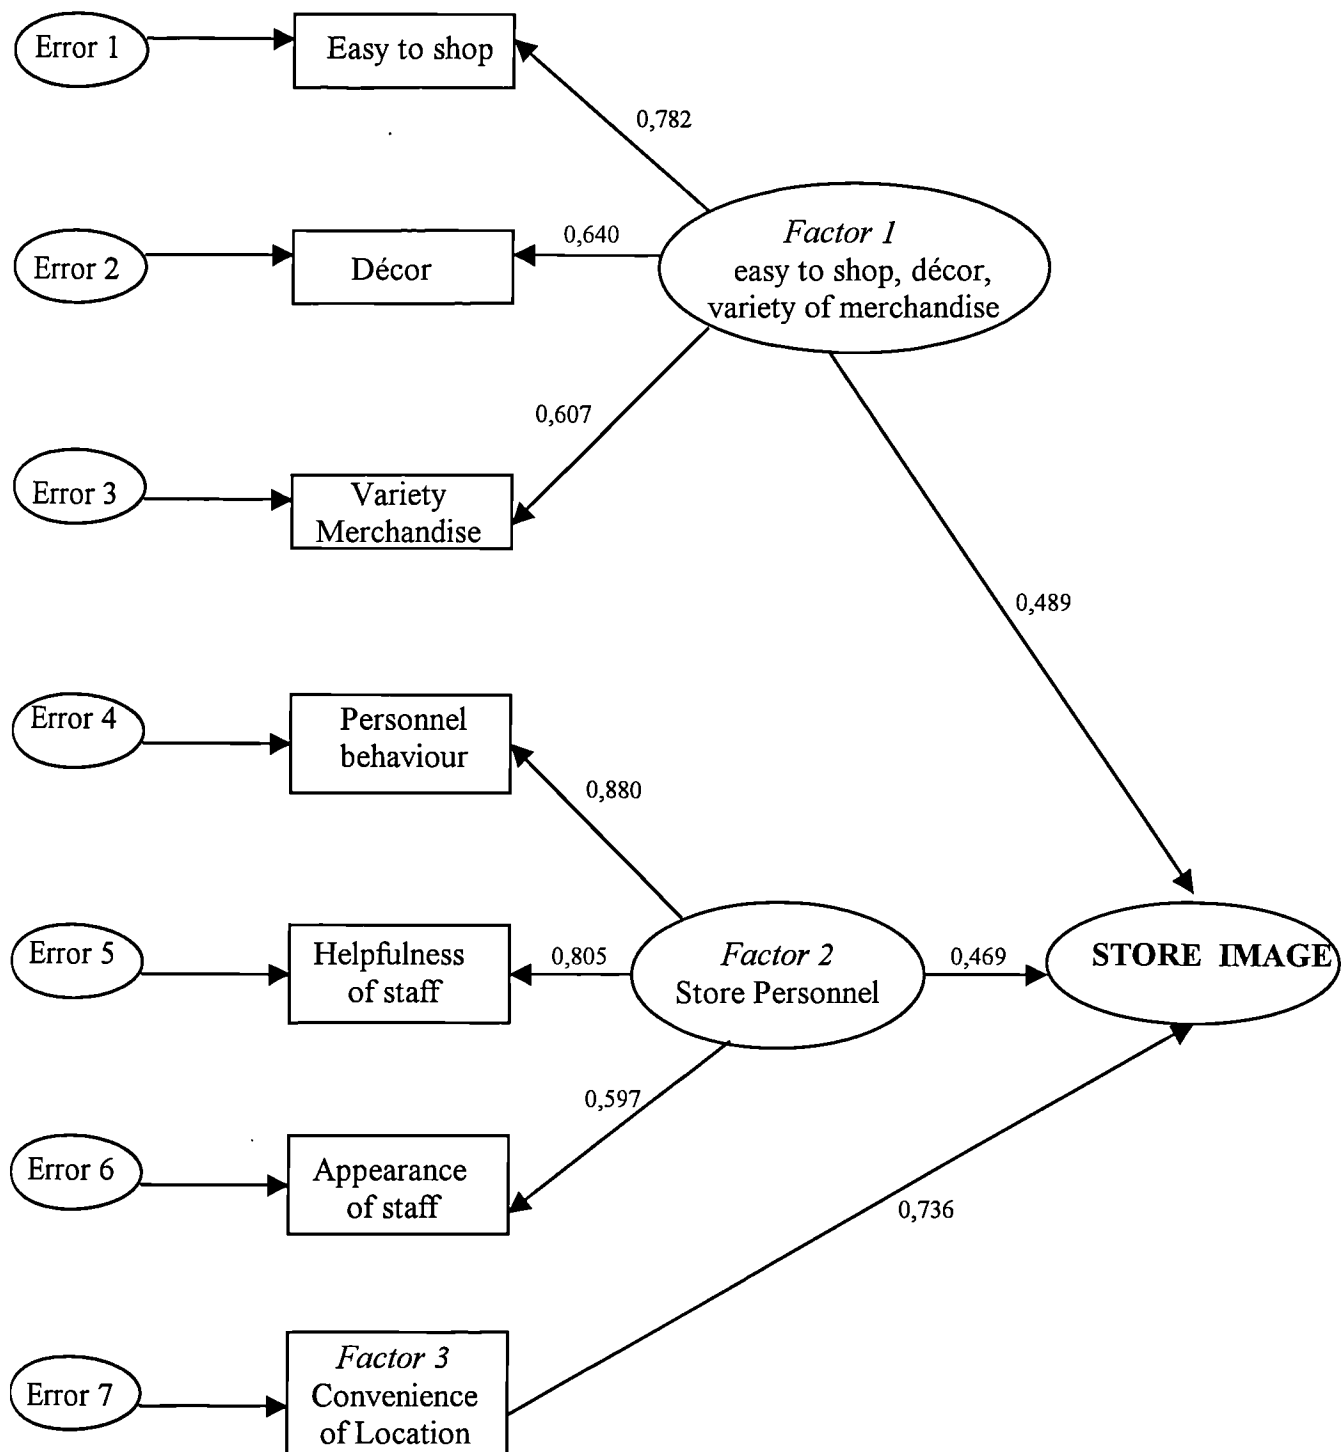 Error 1
Easy to shop
0,782
Error 2
Décor
0,640
Factor 1
easy to shop, décor,
variety of merchandise
0,607
Error 3
Variety
Merchandise
0,489
Error 4
Personnel
behaviour
0,880
Error 5
Helpfulness
of staff
0,805
Factor 2
Store Personnel
0,469
STORE IMAGE
0,597
Error 6
Appearance
of staff
0,736
Error 7
Factor 3
Convenience
of Location